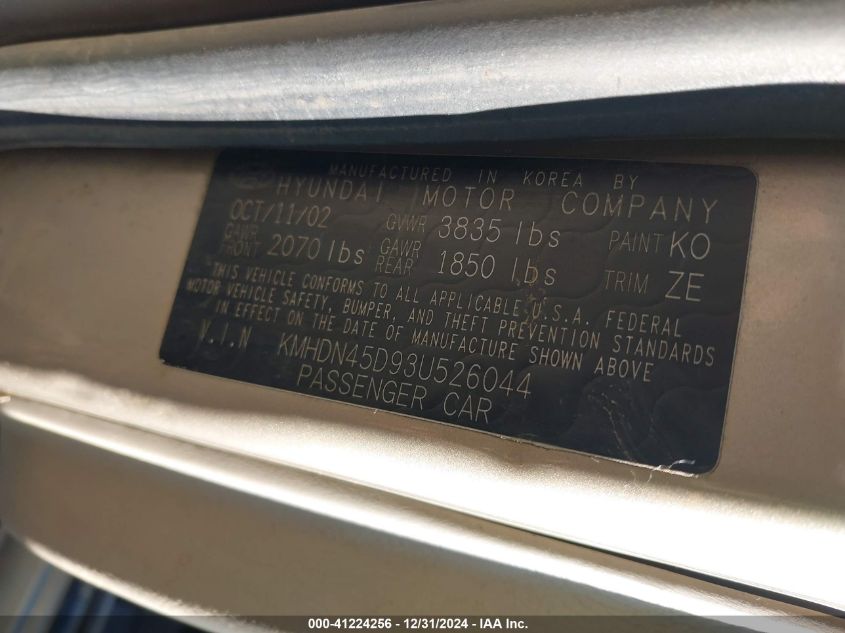 MANUFACTURED IN KOREA BY
HYUNDAI MOTOR COMPANY
OCT/11/02 GVWR 3835 lbs PAINT KO
GAWR FRONT 2070 lbs GAWR REAR 1850 lbs TRIM ZE
THIS VEHICLE CONFORMS TO ALL APPLICABLE U.S.A. FEDERAL
MOTOR VEHICLE SAFETY, BUMPER, AND THEFT PREVENTION STANDARDS
IN EFFECT ON THE DATE OF MANUFACTURE SHOWN ABOVE
V.I.N KMHDN45D93U526044
PASSENGER CAR
000-41224256 - 12/31/2024 - IAA Inc.